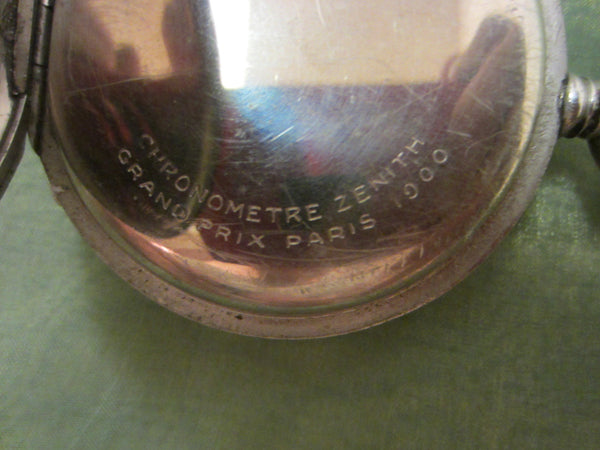 CHRONOMETRE ZENITH
GRAND PRIX PARIS 1900